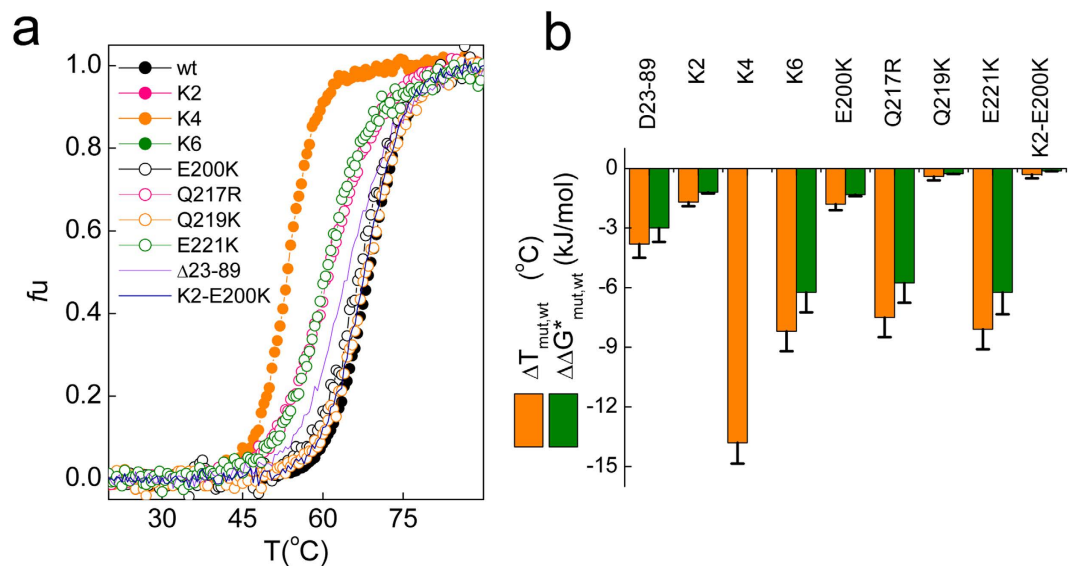 a
1.0
0.8
0.6
0.4
0.2
0.0
fu
30
45
60
75
T(°C)
wt
K2
K4
K6
E200K
Q217R
Q219K
E221K
Δ23-89
K2-E200K
b
D23-89
K2
K4
K6
E200K
Q217R
Q219K
E221K
K2-E200K
0
-3
-6
-9
-12
-15
ΔTmut,wt (°C)
ΔΔG*mut,wt (kJ/mol)